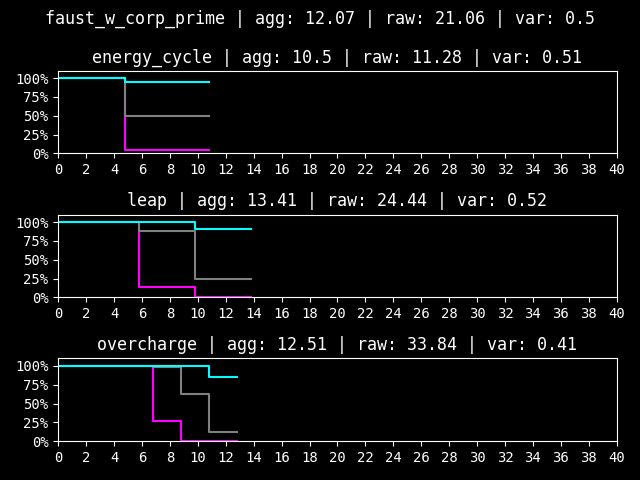 faust_w_corp_prime | agg: 12.07 | raw: 21.06 | var: 0.5
energy_cycle | agg: 10.5 | raw: 11.28 | var: 0.51
100%
75%
50%
25%
0%
0 2 4 6 8 10 12 14 16 18 20 22 24 26 28 30 32 34 36 38 40
leap | agg: 13.41 | raw: 24.44 | var: 0.52
100%
75%
50%
25%
0%
0 2 4 6 8 10 12 14 16 18 20 22 24 26 28 30 32 34 36 38 40
overcharge | agg: 12.51 | raw: 33.84 | var: 0.41
100%
75%
50%
25%
0%
0 2 4 6 8 10 12 14 16 18 20 22 24 26 28 30 32 34 36 38 40